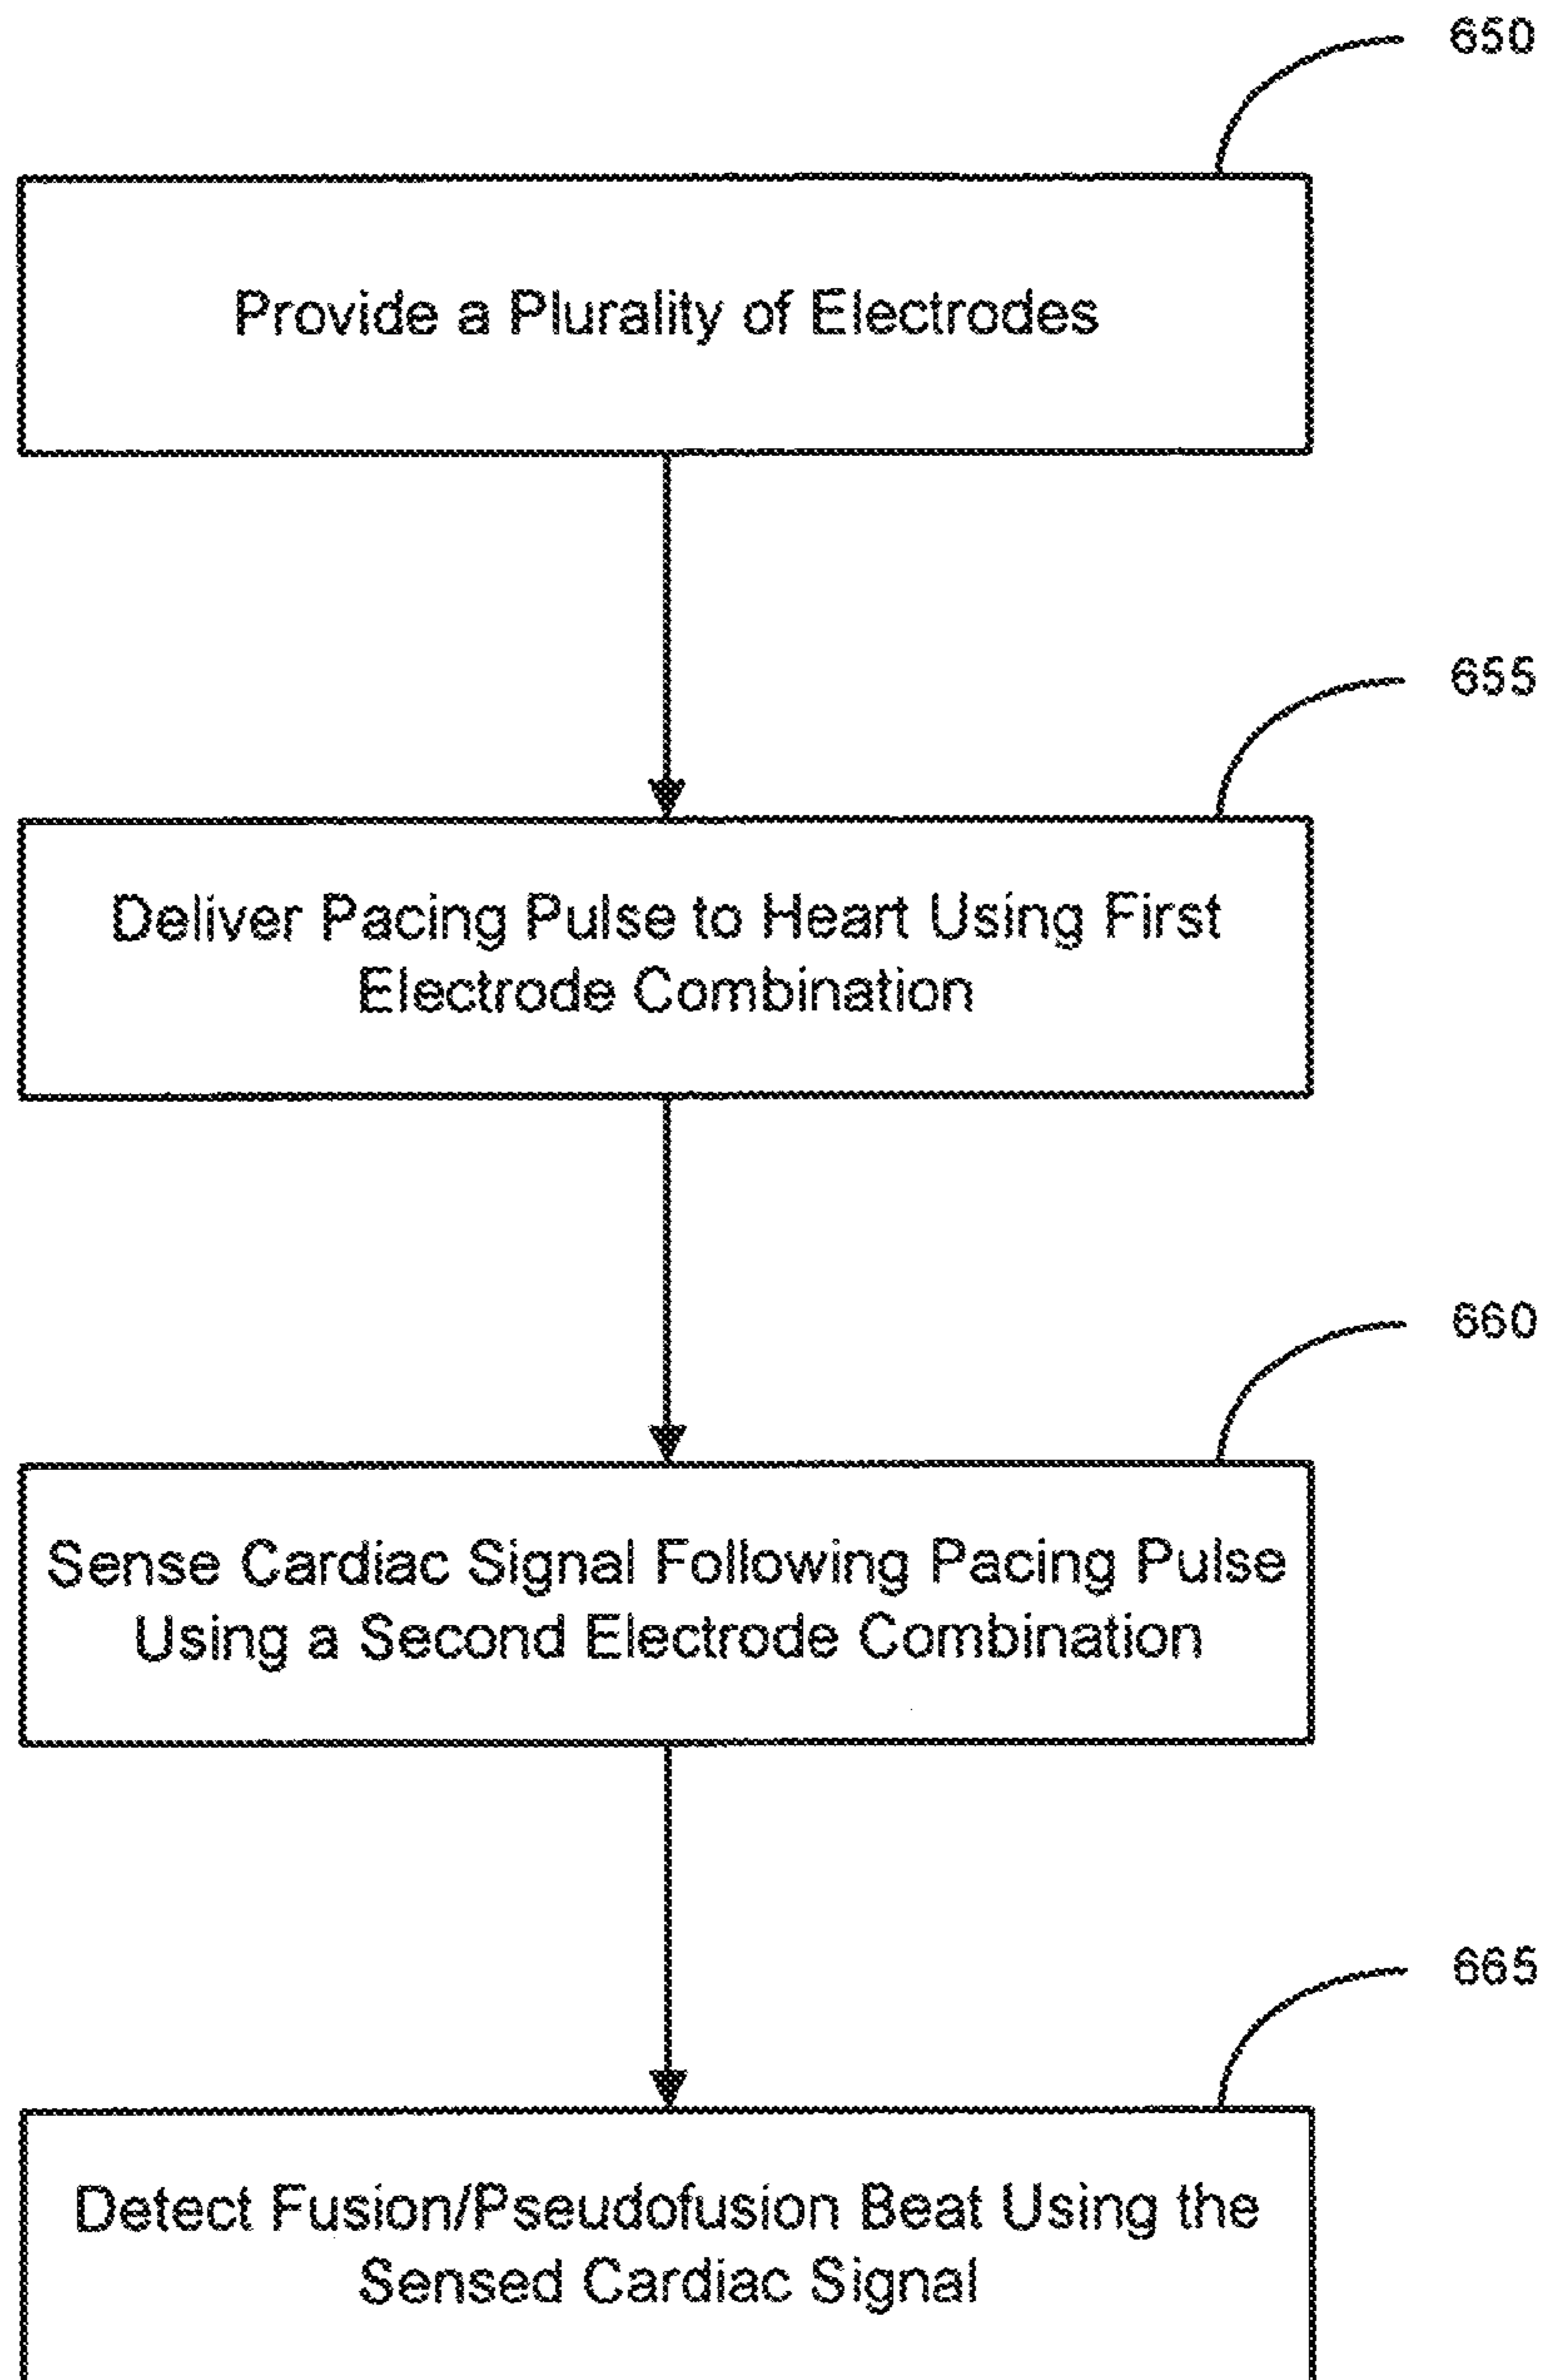 650
Provide a Plurality of Electrodes
655
Deliver Pacing Pulse to Heart Using First
Electrode Combination
660
Sense Cardiac Signal Following Pacing Pulse
Using a Second Electrode Combination
665
Detect Fusion/Pseudofusion Beat Using the
Sensed Cardiac Signal